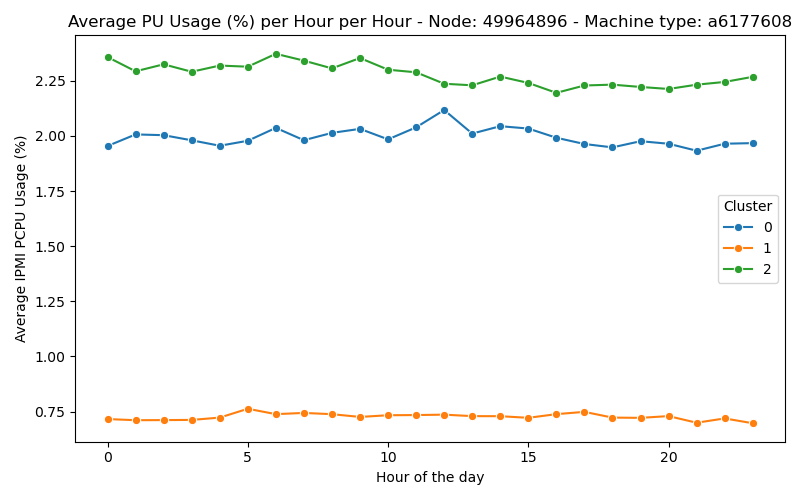 Average PU Usage (%) per Hour per Hour - Node: 49964896 - Machine type: a6177608
Average IPMI PCPU Usage (%)
2.25
2.00
1.75
1.50
1.25
1.00
0.75
Cluster
0
1
2
0 5 10 15 20
Hour of the day